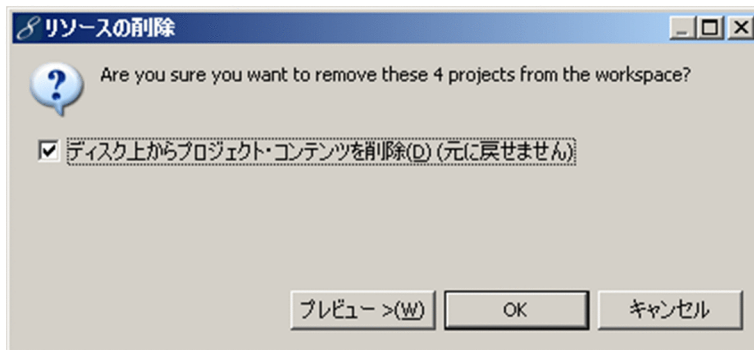 リソースの削除
Are you sure you want to remove these 4 projects from the workspace?
ディスク上からプロジェクト・コンテンツを削除(D) (元に戻せません)
プレビュー >(W) OK キャンセル